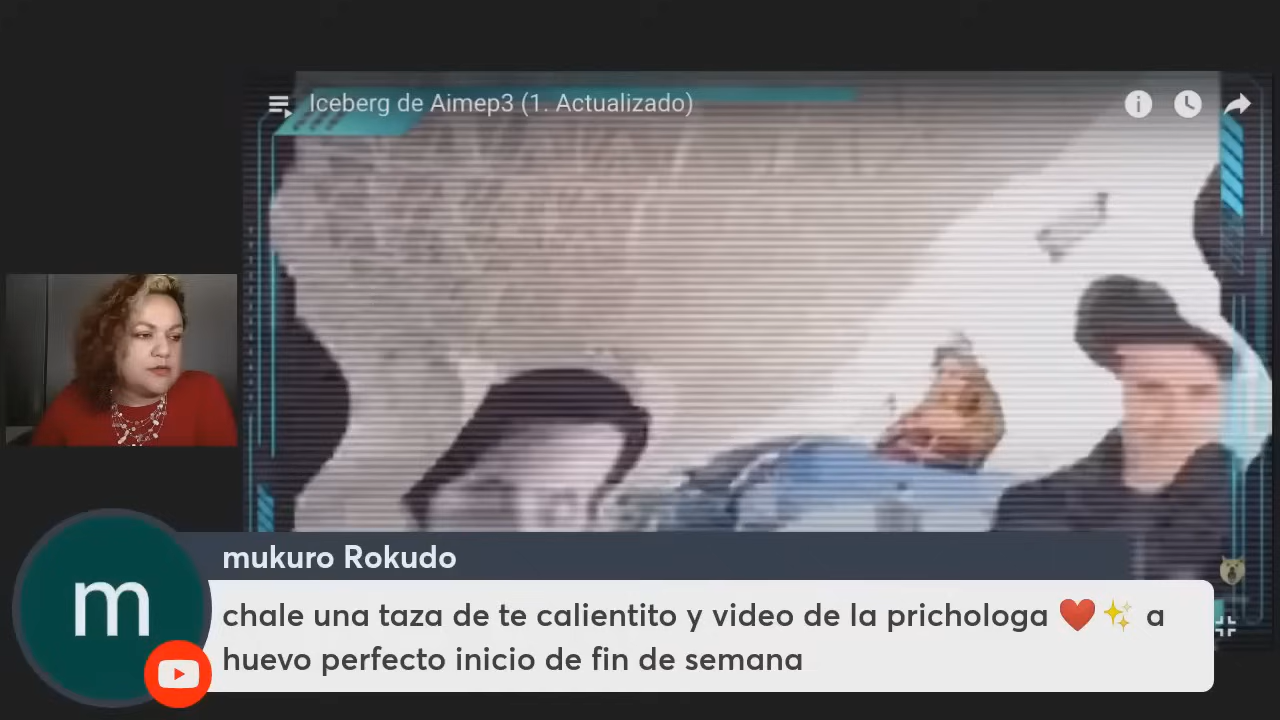 Iceberg de Aimep3 (1. Actualizado)
m
mukuro Rokudo
chale una taza de te calientito y video de la prichologa ❤️✨ a
huevo perfecto inicio de fin de semana